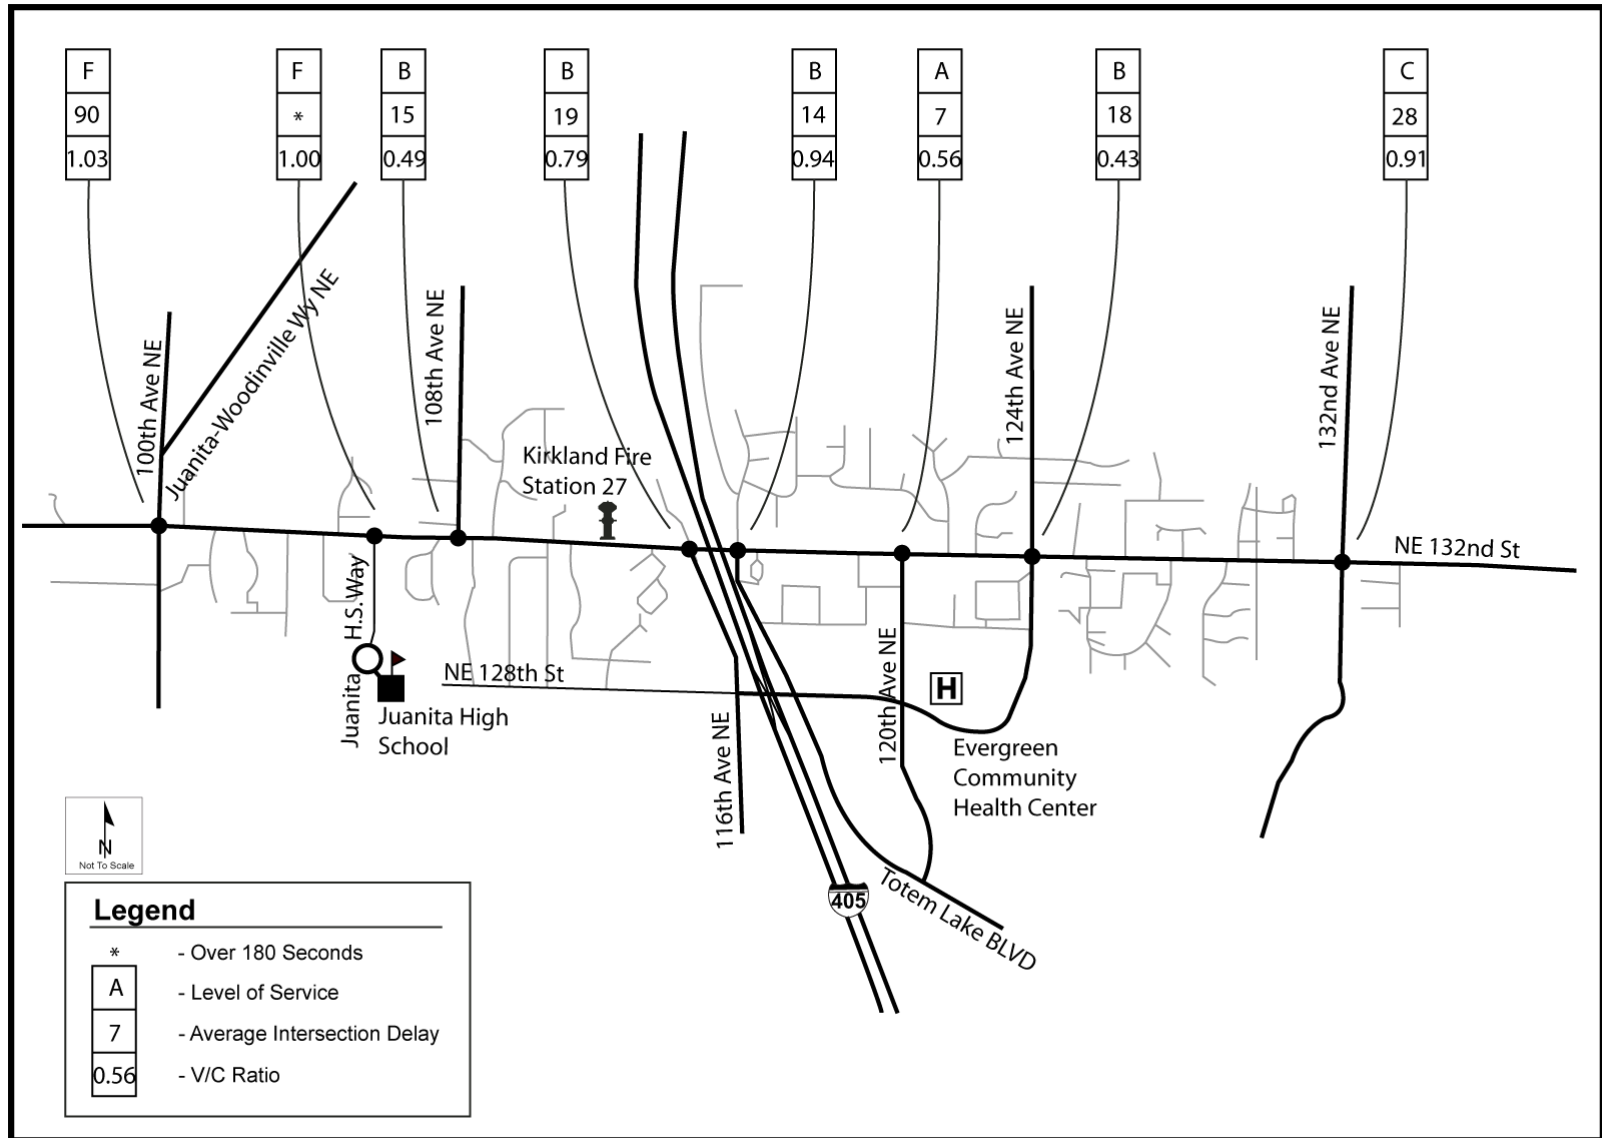 F
90
1.03
F
*
1.00
B
15
0.49
B
19
0.79
B
14
0.94
A
7
0.56
B
18
0.43
C
28
0.91
100th Ave NE
Juanita-Woodinville Wy NE
108th Ave NE
Kirkland Fire
Station 27
124th Ave NE
132nd Ave NE
NE 132nd St
Juanita H.S. Way
NE 128th St
Juanita High
School
116th Ave NE
120th Ave NE
H
Evergreen
Community
Health Center
405
Totem Lake BLVD
N
Not To Scale
Legend
* - Over 180 Seconds
A - Level of Service
7 - Average Intersection Delay
0.56 - V/C Ratio